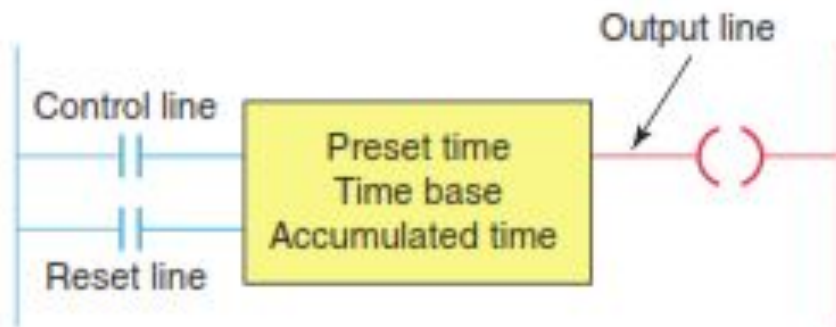 Output line
Control line
Preset time
Time base
Accumulated time
Reset line